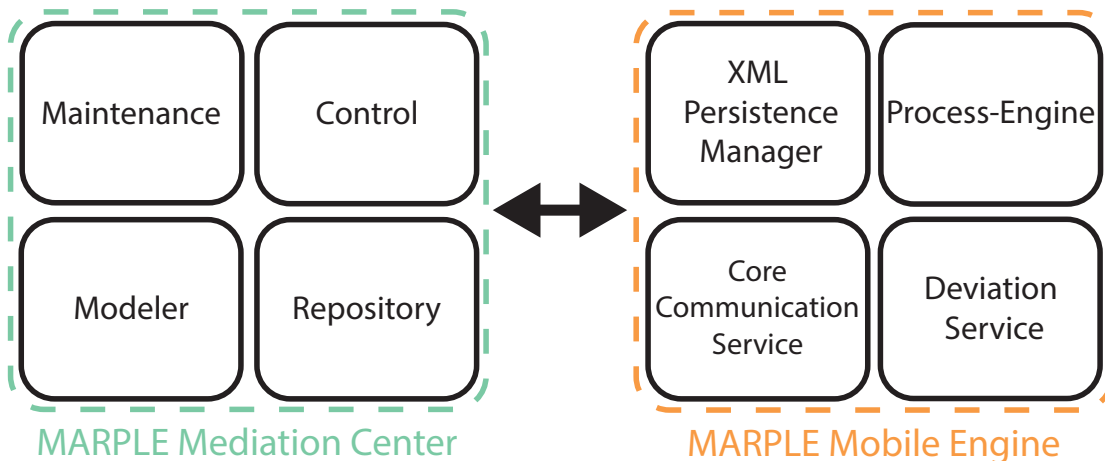 Maintenance
Control
Modeler
Repository
MARPLE Mediation Center
XML
Persistence
Manager
Process-Engine
Core
Communication
Service
Deviation
Service
MARPLE Mobile Engine